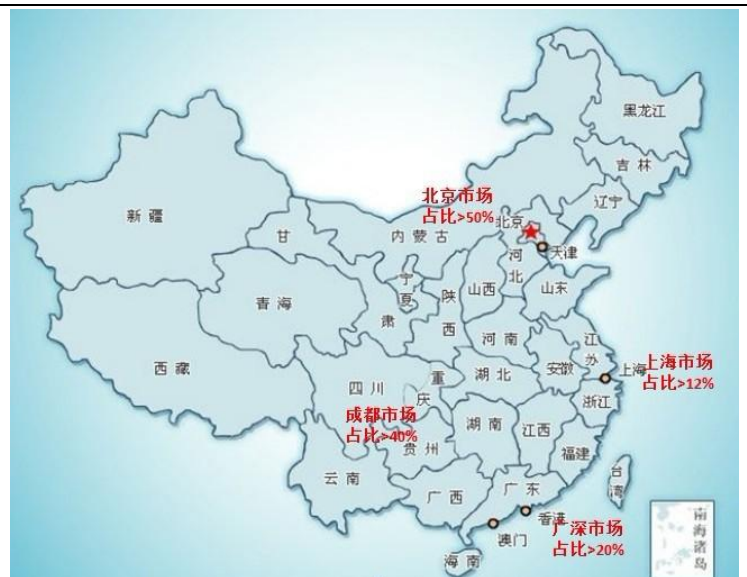 黑龙江
吉林
辽宁
北京市场
占比>50%
北京
新疆
甘
内蒙古
天津
河北
宁夏
山西
山东
陕西
青海
肃
河南
江苏
西藏
安徽
上海
上海市场
占比>12%
四川
重庆
湖北
浙江
成都市场
占比>40%
贵州
湖南
江西
福建
云南
台湾
广西
广东
香港
澳门
广深市场
占比>20%
海南
南海诸岛